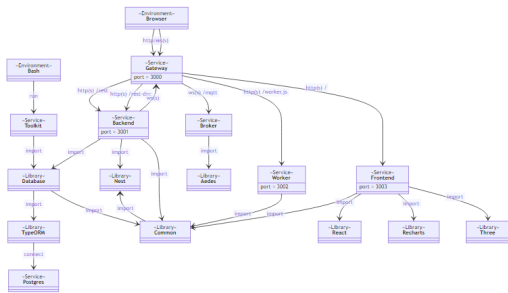 «Environment»
Browser
http(s)
«Service»
Gateway
port = 3000
«Environment»
Bash
http(s) /rest
http(s) /rest-doc
ws(s)
ws(s) /mqtt
http(s) /worker.js
http(s) /
run
«Service»
Toolkit
«Service»
Backend
port = 3001
«Service»
Broker
import
import
import
import
import
«Library»
Database
«Library»
Nest
«Library»
Aedes
«Service»
Worker
port = 3002
«Service»
Frontend
port = 3003
import
import
import
import
import
import
import
import
«Library»
TypeORM
«Library»
Common
«Library»
React
«Library»
Recharts
«Library»
Three
connect
«Service»
Postgres